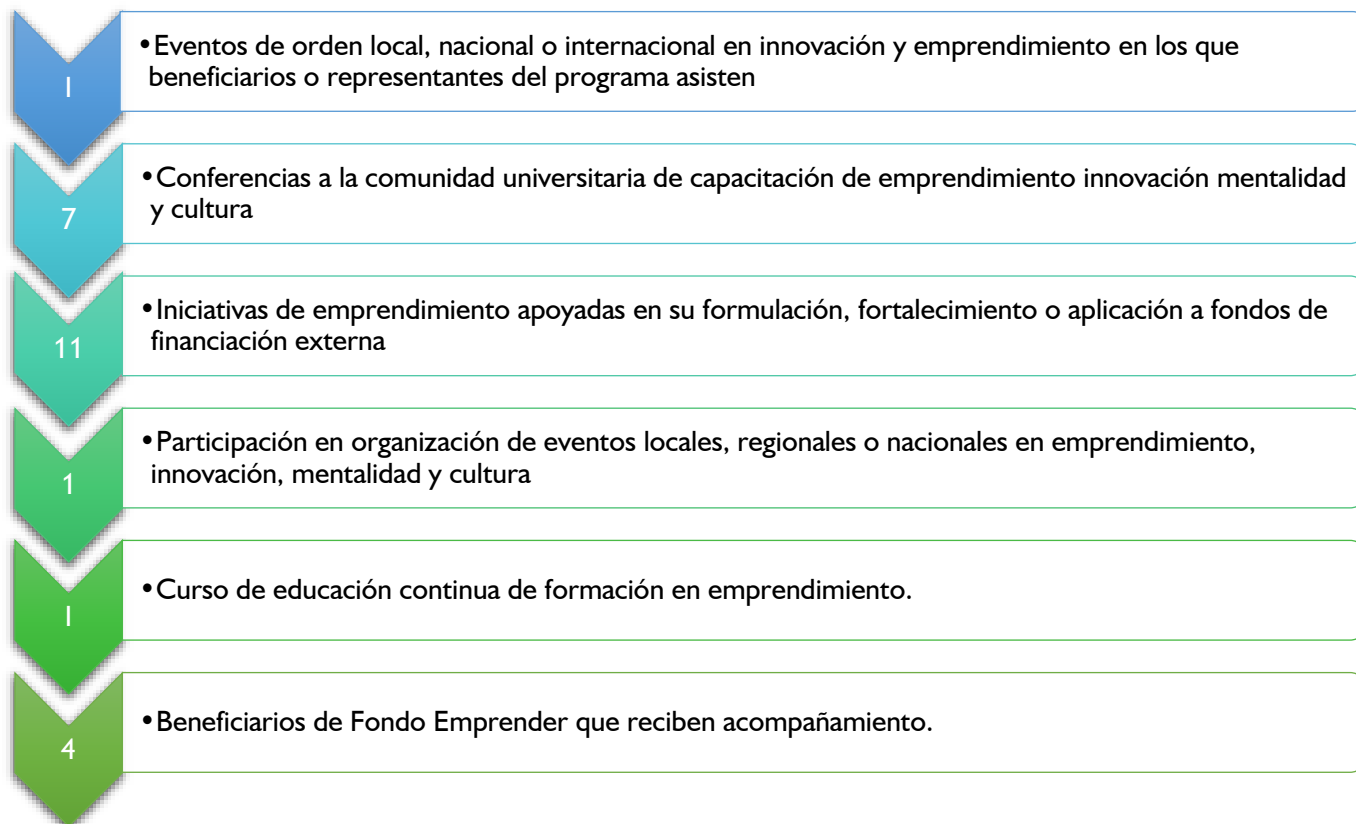 1
•Eventos de orden local, nacional o internacional en innovación y emprendimiento en los que
beneficiarios o representantes del programa asisten
7
•Conferencias a la comunidad universitaria de capacitación de emprendimiento innovación mentalidad
y cultura
11
•Iniciativas de emprendimiento apoyadas en su formulación, fortalecimiento o aplicación a fondos de
financiación externa
1
•Participación en organización de eventos locales, regionales o nacionales en emprendimiento,
innovación, mentalidad y cultura
1
•Curso de educación continua de formación en emprendimiento.
4
•Beneficiarios de Fondo Emprender que reciben acompañamiento.